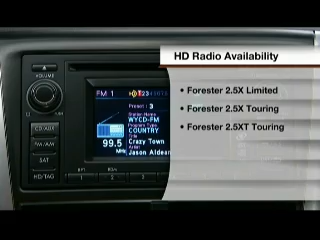 HD Radio Availability
Forester 2.5X Limited
Forester 2.5X Touring
Forester 2.5XT Touring
VOLUME
CD/AUX
FM/AM
SAT
HD/TAG
FM 1
Preset : 3
Station Name
WYCD-FM
Program Type
COUNTRY
Title
Crazy Town
Artist
Jason Aldean
99.5
MHz
1
2